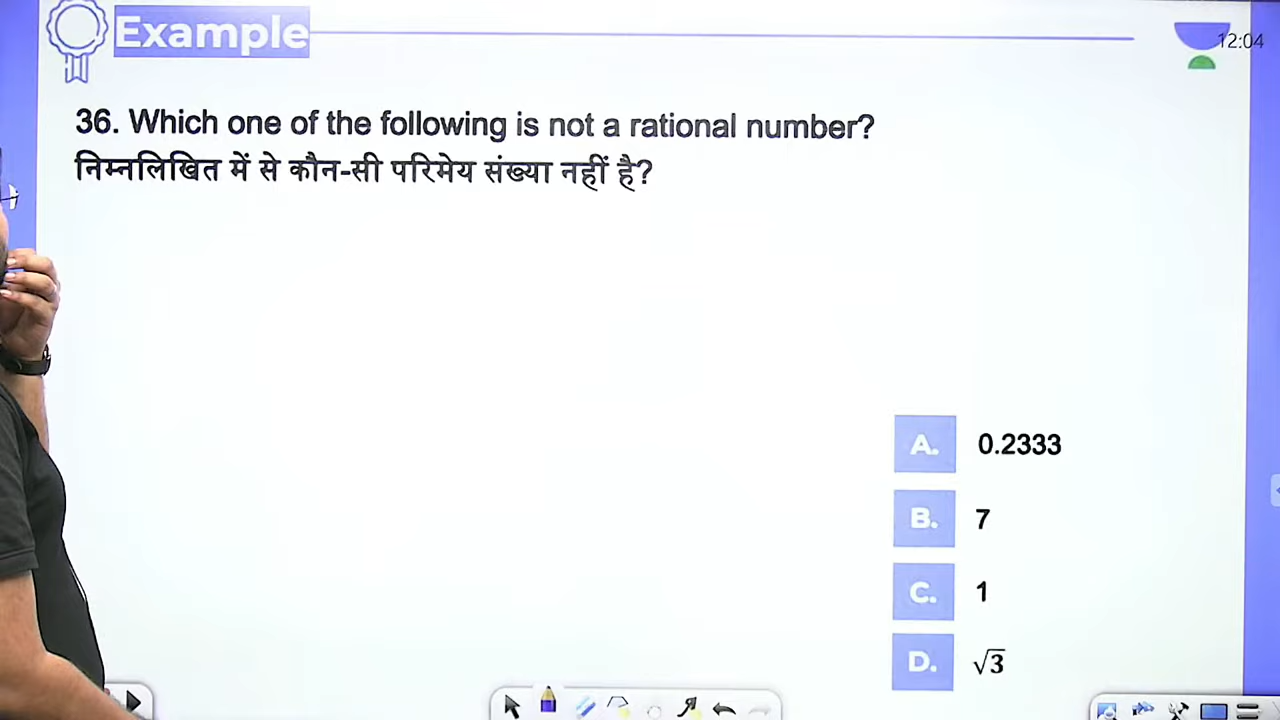 Example
12:04
36. Which one of the following is not a rational number?
निम्नलिखित में से कौन-सी परिमेय संख्या नहीं है?
A. 0.2333
B. 7
C. 1
D. √3